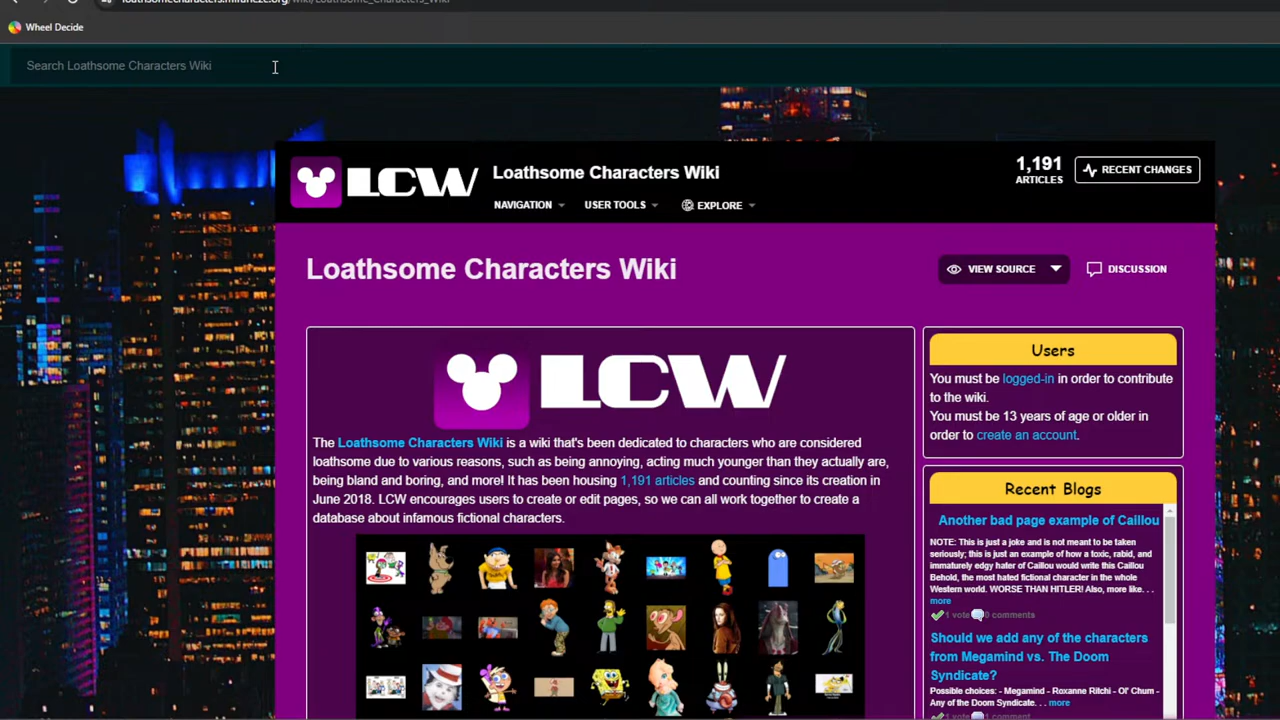 Wheel Decide
Search Loathsome Characters Wiki
LCW
Loathsome Characters Wiki
1,191
ARTICLES
RECENT CHANGES
NAVIGATION
USER TOOLS
EXPLORE
Loathsome Characters Wiki
VIEW SOURCE
DISCUSSION
LCW
The Loathsome Characters Wiki is a wiki that's been dedicated to characters who are considered
loathsome due to various reasons, such as being annoying, acting much younger than they actually are,
being bland and boring, and more! It has been housing 1,191 articles and counting since its creation in
June 2018. LCW encourages users to create or edit pages, so we can all work together to create a
database about infamous fictional characters.
Users
You must be logged-in in order to contribute
to the wiki.
You must be 13 years of age or older in
order to create an account.
Recent Blogs
Another bad page example of Caillou
NOTE: This is just a joke and is not meant to be taken
seriously; this is just an example of how a toxic, rabid, and
immaturely edgy hater of Caillou would write this Caillou
Behold, the most hated fictional character in the whole
Western world. WORSE THAN HITLER! Also, more like. . .
more
1 vote 0 comments
Should we add any of the characters
from Megamind vs. The Doom
Syndicate?
Possible choices: - Megamind - Roxanne Ritchi - Ol' Chum -
Any of the Doom Syndicate. . . more